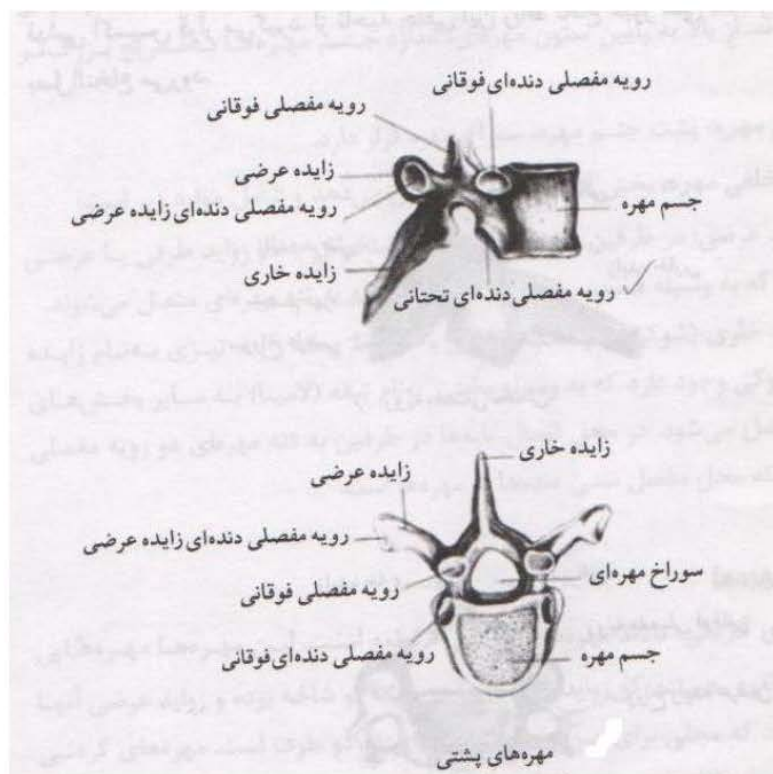 رویه مفصلی دنده‌ای فوقانی
رویه مفصلی فوقانی
زایده عرضی
رویه مفصلی دنده‌ای زایده عرضی
جسم مهره
زایده خاری
رویه مفصلی دنده‌ای تحتانی
زایده خاری
زایده عرضی
رویه مفصلی دنده‌ای زایده عرضی
سوراخ مهره‌ای
رویه مفصلی فوقانی
رویه مفصلی دنده‌ای فوقانی
جسم مهره
مهره‌های پشتی